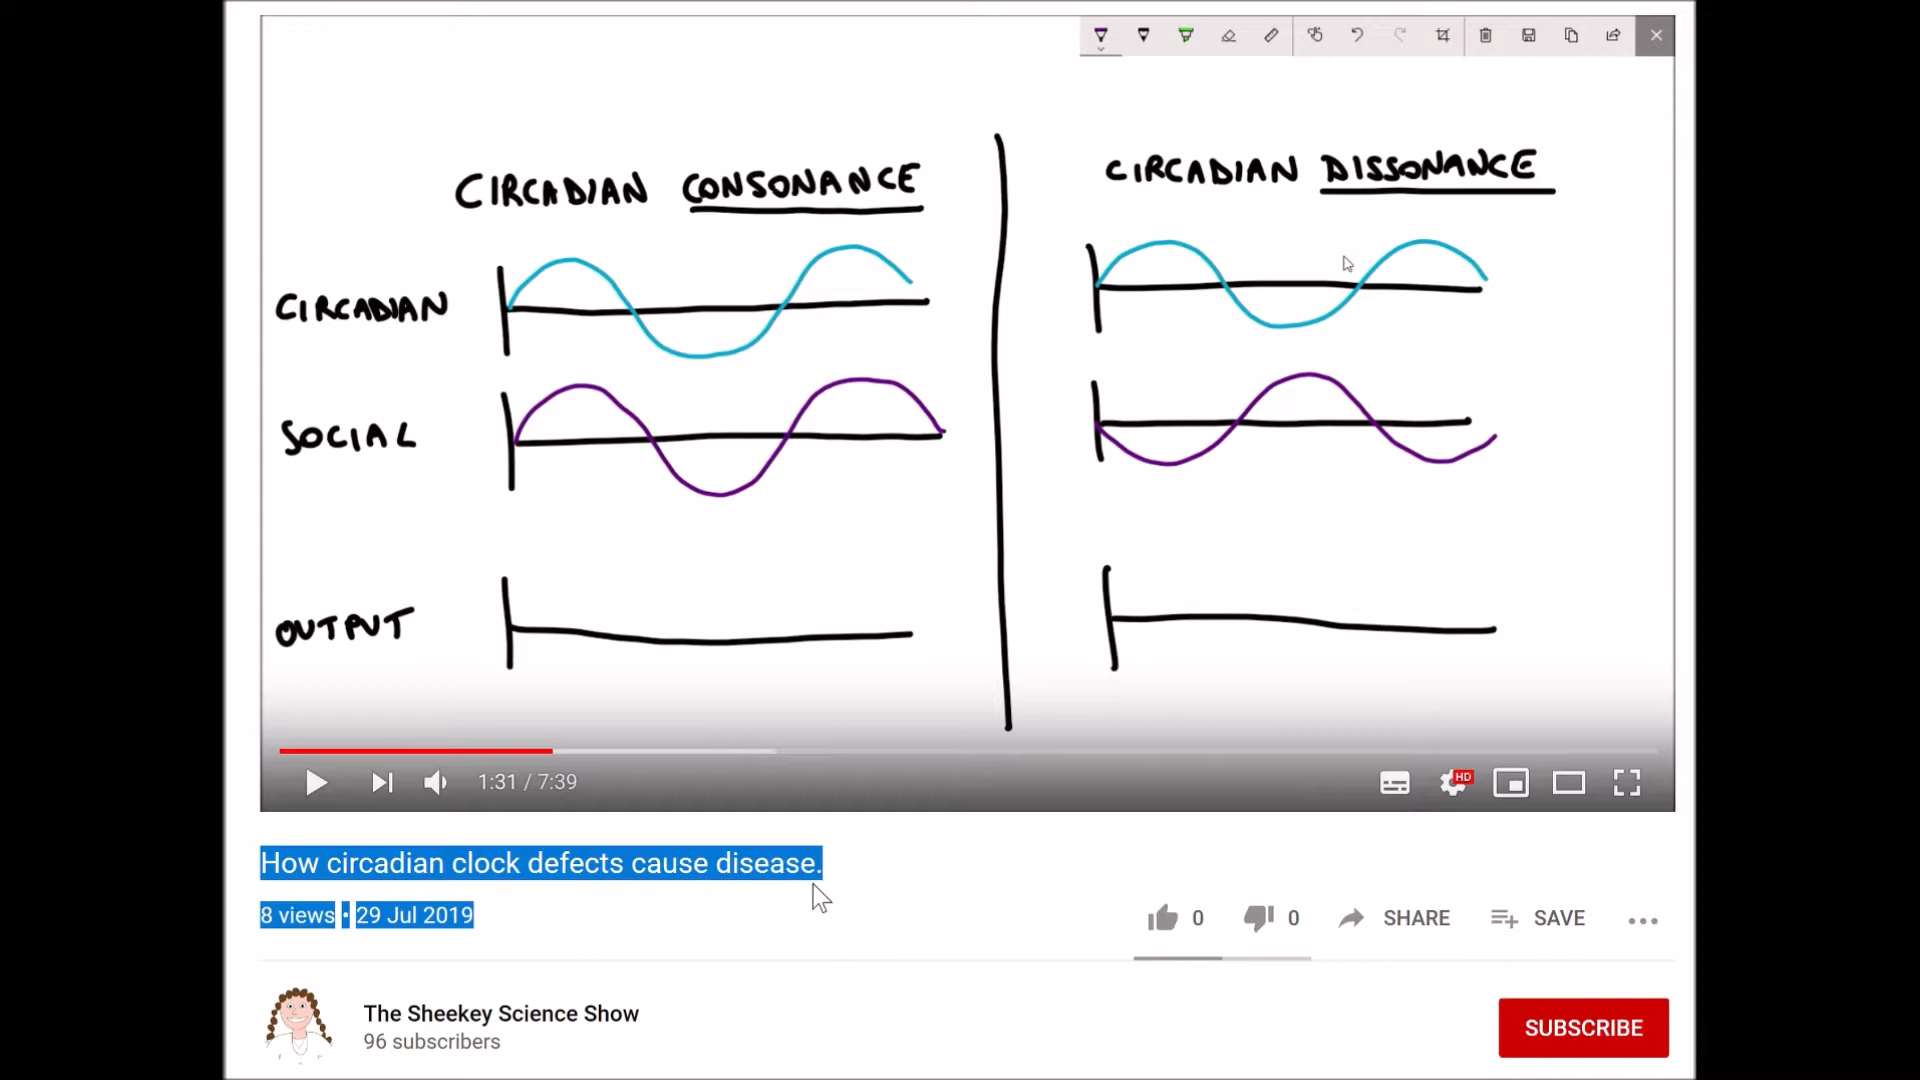 CIRCADIAN CONSONANCE
CIRCADIAN DISSONANCE
CIRCADIAN
SOCIAL
OUTPUT
1:31 / 7:39
HD
How circadian clock defects cause disease.
8 views • 29 Jul 2019
0
0
SHARE
SAVE
The Sheekey Science Show
96 subscribers
SUBSCRIBE